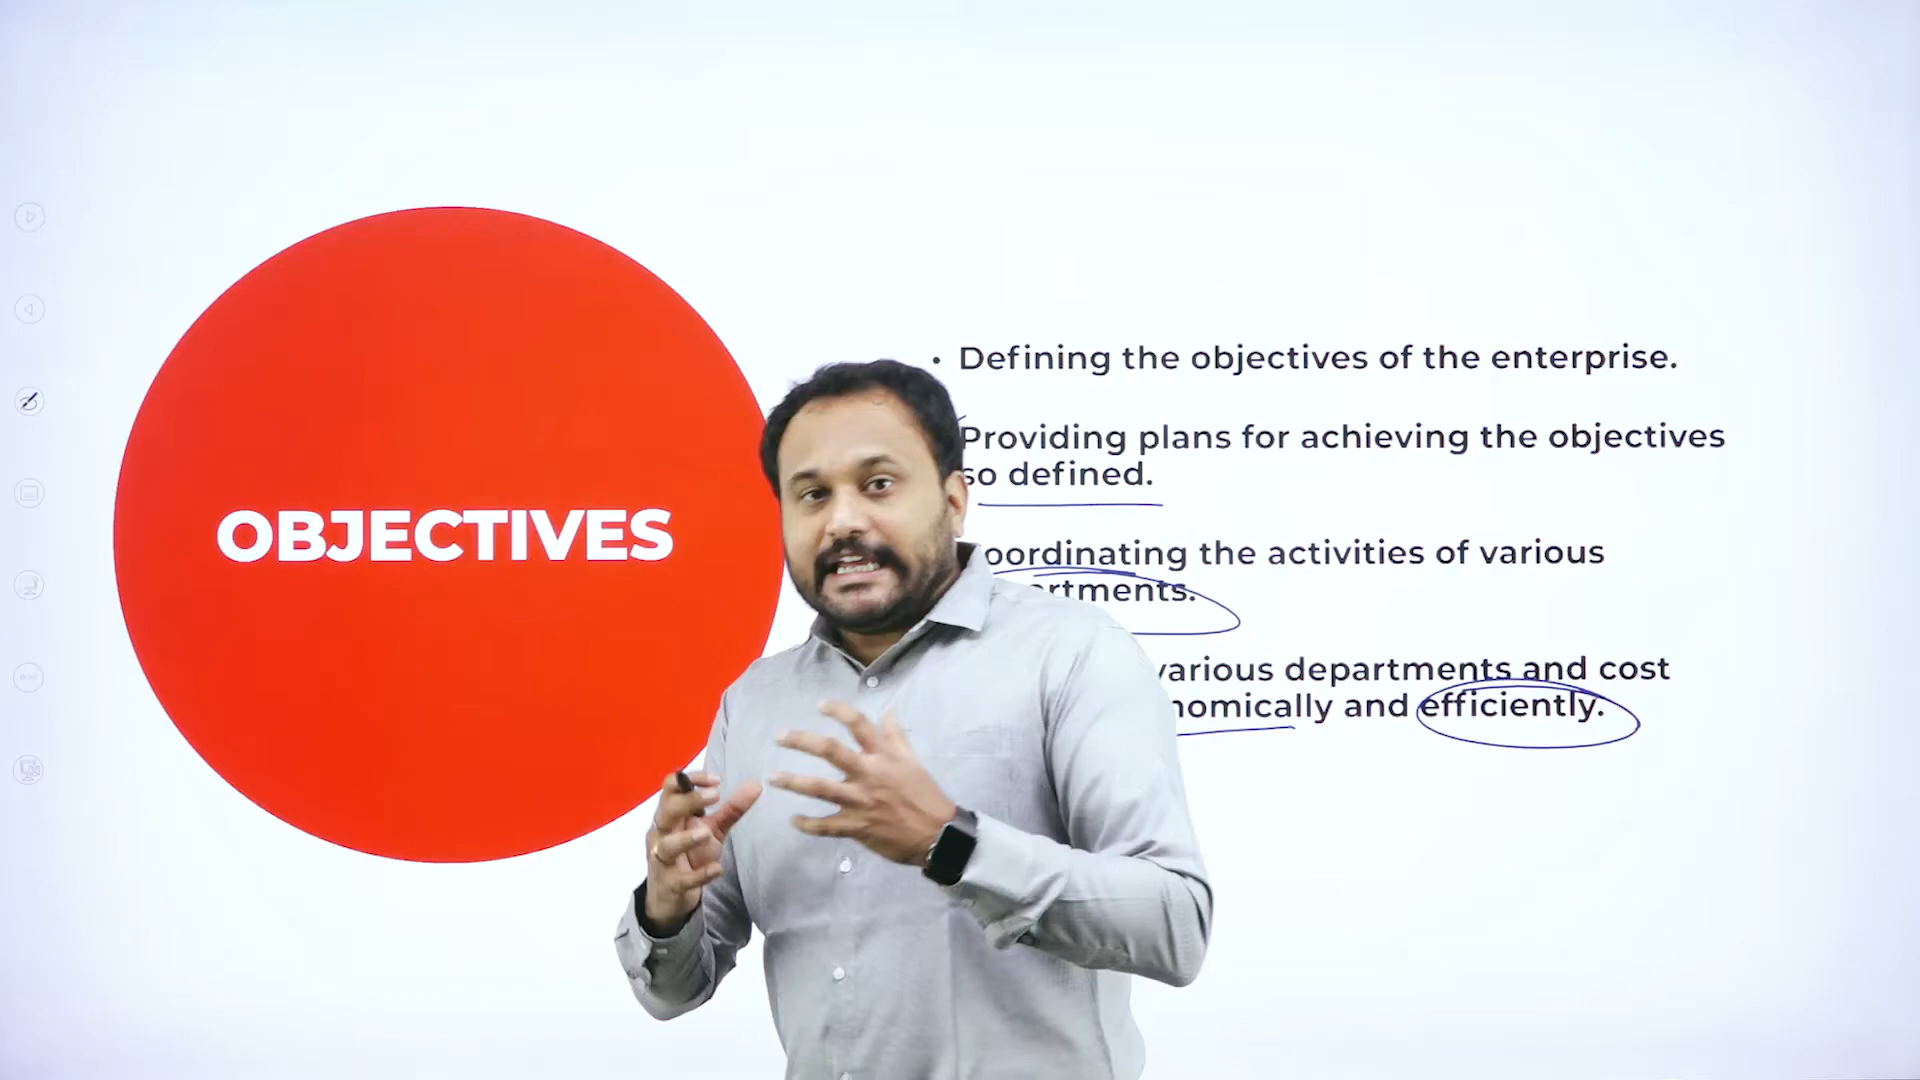 OBJECTIVES
• Defining the objectives of the enterprise.
Providing plans for achieving the objectives
so defined.
oordinating the activities of various
rtments.
various departments and cost
nomically and efficiently.